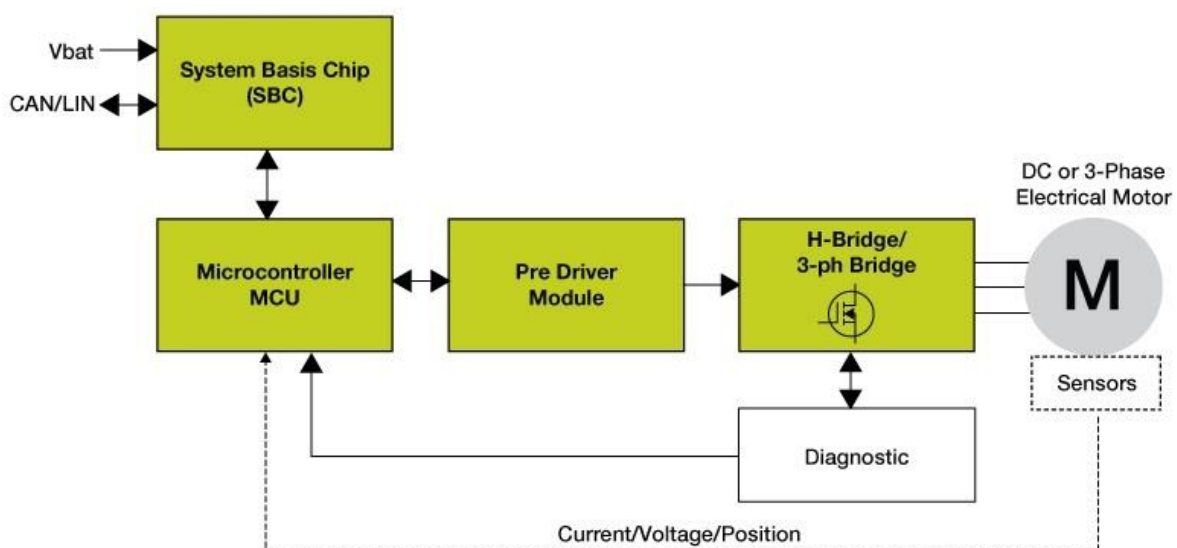 Vbat
CAN/LIN
System Basis Chip
(SBC)
DC or 3-Phase
Electrical Motor
Microcontroller
MCU
Pre Driver
Module
H-Bridge/
3-ph Bridge
M
Sensors
Diagnostic
Current/Voltage/Position